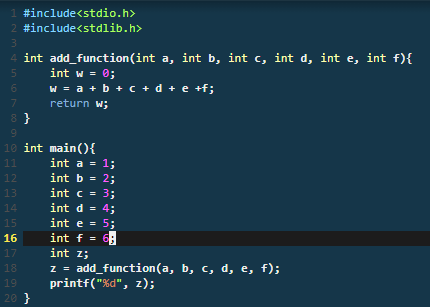 1 #include<stdio.h>
2 #include<stdlib.h>
3
4 int add_function(int a, int b, int c, int d, int e, int f){
5     int w = 0;
6     w = a + b + c + d + e +f;
7     return w;
8 }
9
10 int main(){
11     int a = 1;
12     int b = 2;
13     int c = 3;
14     int d = 4;
15     int e = 5;
16     int f = 6;
17     int z;
18     z = add_function(a, b, c, d, e, f);
19     printf("%d", z);
20 }